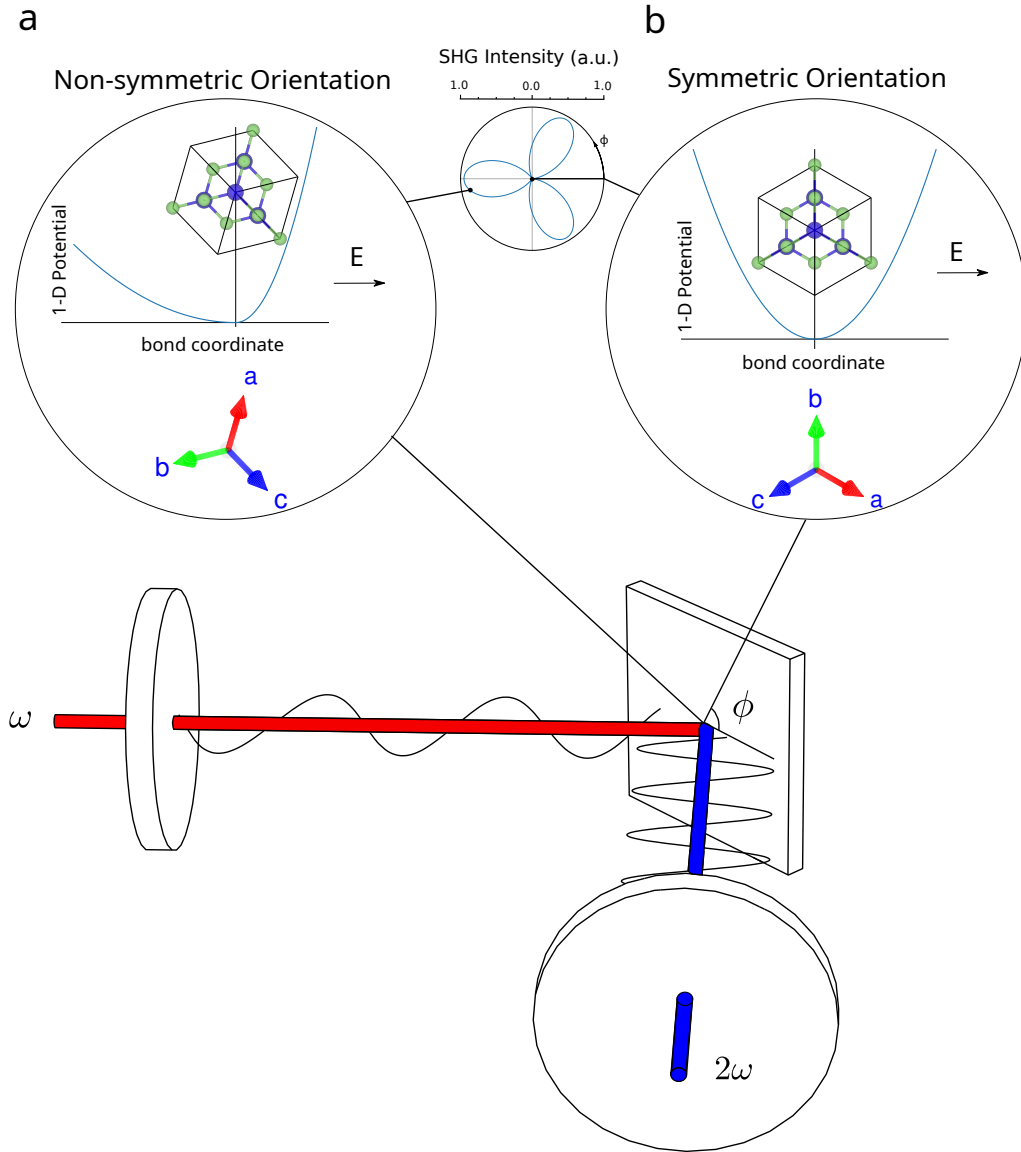 a
b
SHG Intensity (a.u.)
1.0 0.0 1.0
Non-symmetric Orientation
Symmetric Orientation
ϕ
1-D Potential
E
bond coordinate
1-D Potential
E
bond coordinate
a
b
c
b
c
a
ω
ϕ
2ω